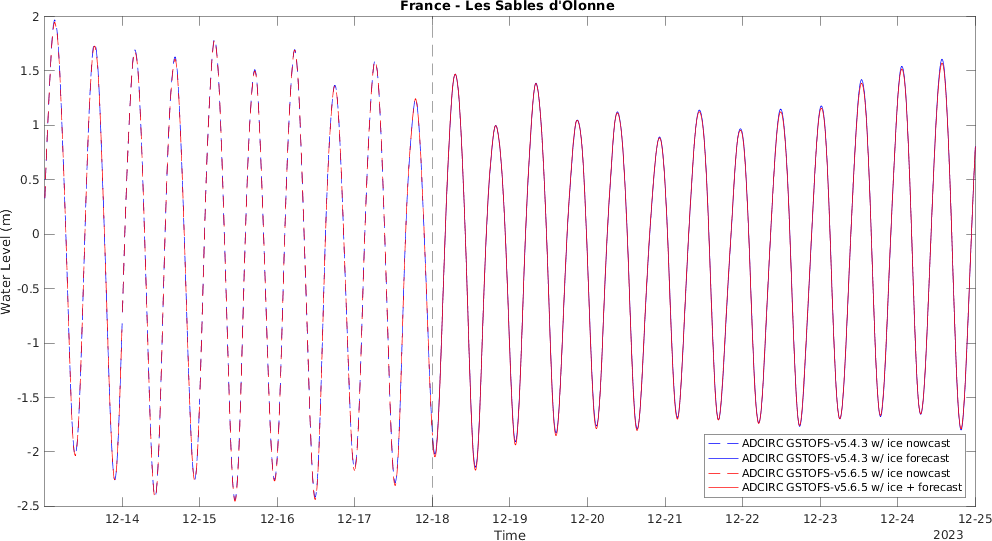 France - Les Sables d'Olonne
2
1.5
1
0.5
0
-0.5
-1
-1.5
-2
-2.5
Water Level (m)
ADCIRC GSTOFS-v5.4.3 w/ ice nowcast
ADCIRC GSTOFS-v5.4.3 w/ ice forecast
ADCIRC GSTOFS-v5.6.5 w/ ice nowcast
ADCIRC GSTOFS-v5.6.5 w/ ice + forecast
12-14 12-15 12-16 12-17 12-18 12-19 12-20 12-21 12-22 12-23 12-24 12-25
Time
2023